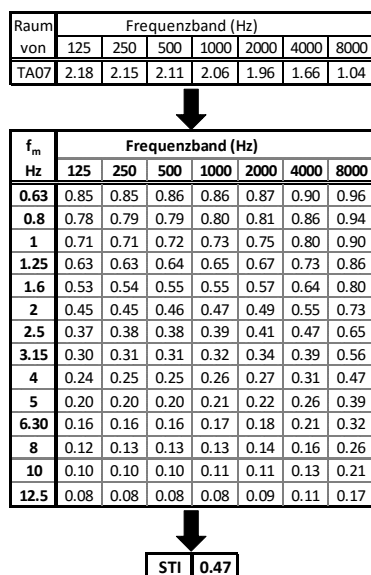 Raum Frequenzband (Hz)
von 125 250 500 1000 2000 4000 8000
TA07 2.18 2.15 2.11 2.06 1.96 1.66 1.04
fm Frequenzband (Hz)
Hz 125 250 500 1000 2000 4000 8000
0.63 0.85 0.85 0.86 0.86 0.87 0.90 0.96
0.8 0.78 0.79 0.79 0.80 0.81 0.86 0.94
1 0.71 0.71 0.72 0.73 0.75 0.80 0.90
1.25 0.63 0.63 0.64 0.65 0.67 0.73 0.86
1.6 0.53 0.54 0.55 0.55 0.57 0.64 0.80
2 0.45 0.45 0.46 0.47 0.49 0.55 0.73
2.5 0.37 0.38 0.38 0.39 0.41 0.47 0.65
3.15 0.30 0.31 0.31 0.32 0.34 0.39 0.56
4 0.24 0.25 0.25 0.26 0.27 0.31 0.47
5 0.20 0.20 0.20 0.21 0.22 0.26 0.39
6.30 0.16 0.16 0.16 0.17 0.18 0.21 0.32
8 0.12 0.13 0.13 0.13 0.14 0.16 0.26
10 0.10 0.10 0.10 0.11 0.11 0.13 0.21
12.5 0.08 0.08 0.08 0.08 0.09 0.11 0.17
STI 0.47